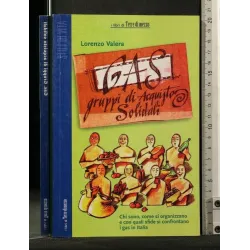 i libri di Terre di mezzo
Lorenzo Valera
GAS
gruppi di Acquisto
Solidali
Chi sono, come si organizzano
e con quali sfide si confrontano
i gas in Italia